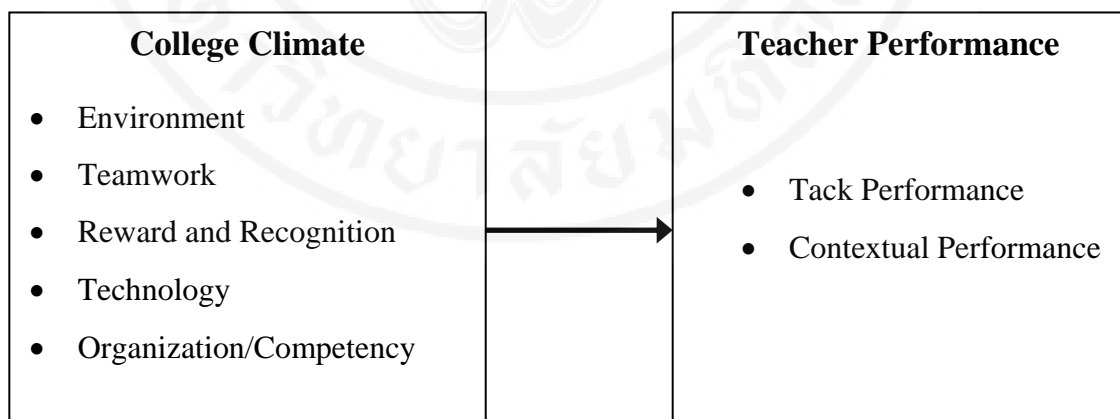 College Climate
• Environment
• Teamwork
• Reward and Recognition
• Technology
• Organization/Competency
Teacher Performance
• Tack Performance
• Contextual Performance